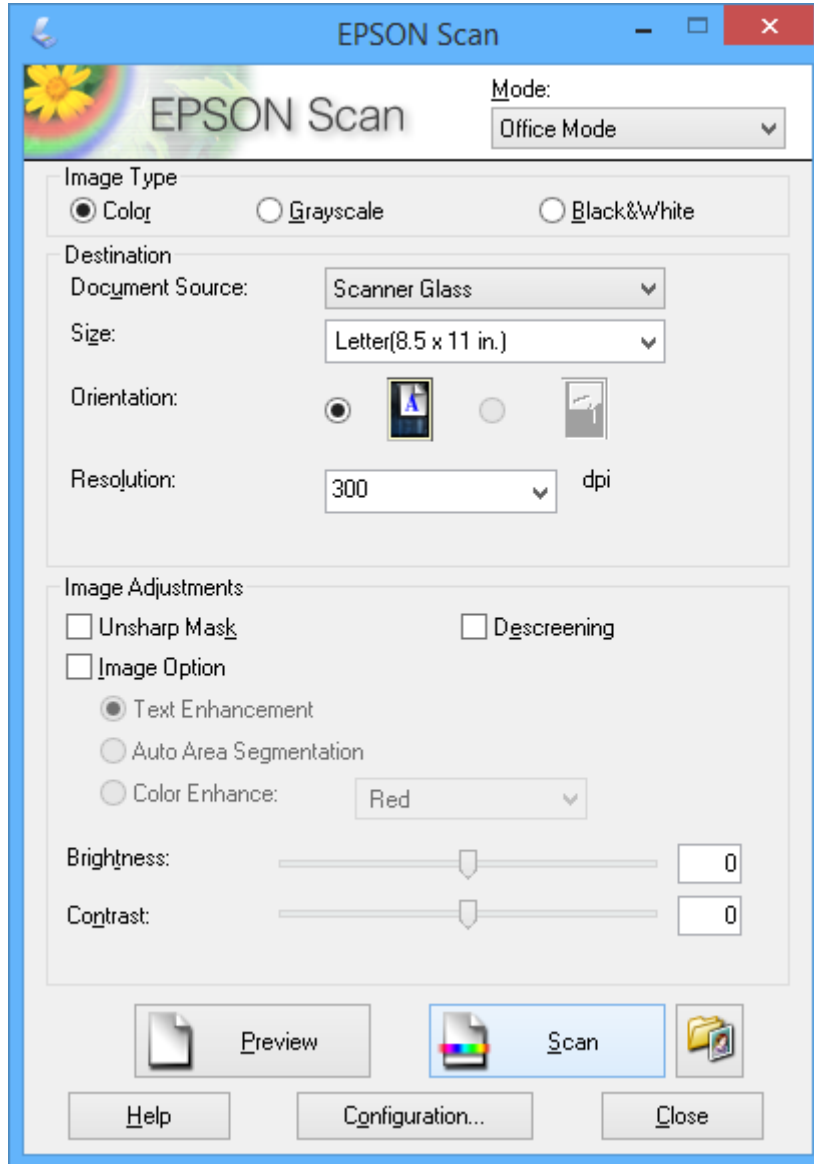 EPSON Scan
EPSON Scan
Mode:
Office Mode
Image Type
Color Grayscale Black&White
Destination
Document Source: Scanner Glass
Size: Letter(8.5 x 11 in.)
Orientation: A
Resolution: 300 dpi
Image Adjustments
Unsharp Mask Descreening
Image Option
Text Enhancement
Auto Area Segmentation
Color Enhance: Red
Brightness: 0
Contrast: 0
Preview Scan
Help Configuration... Close